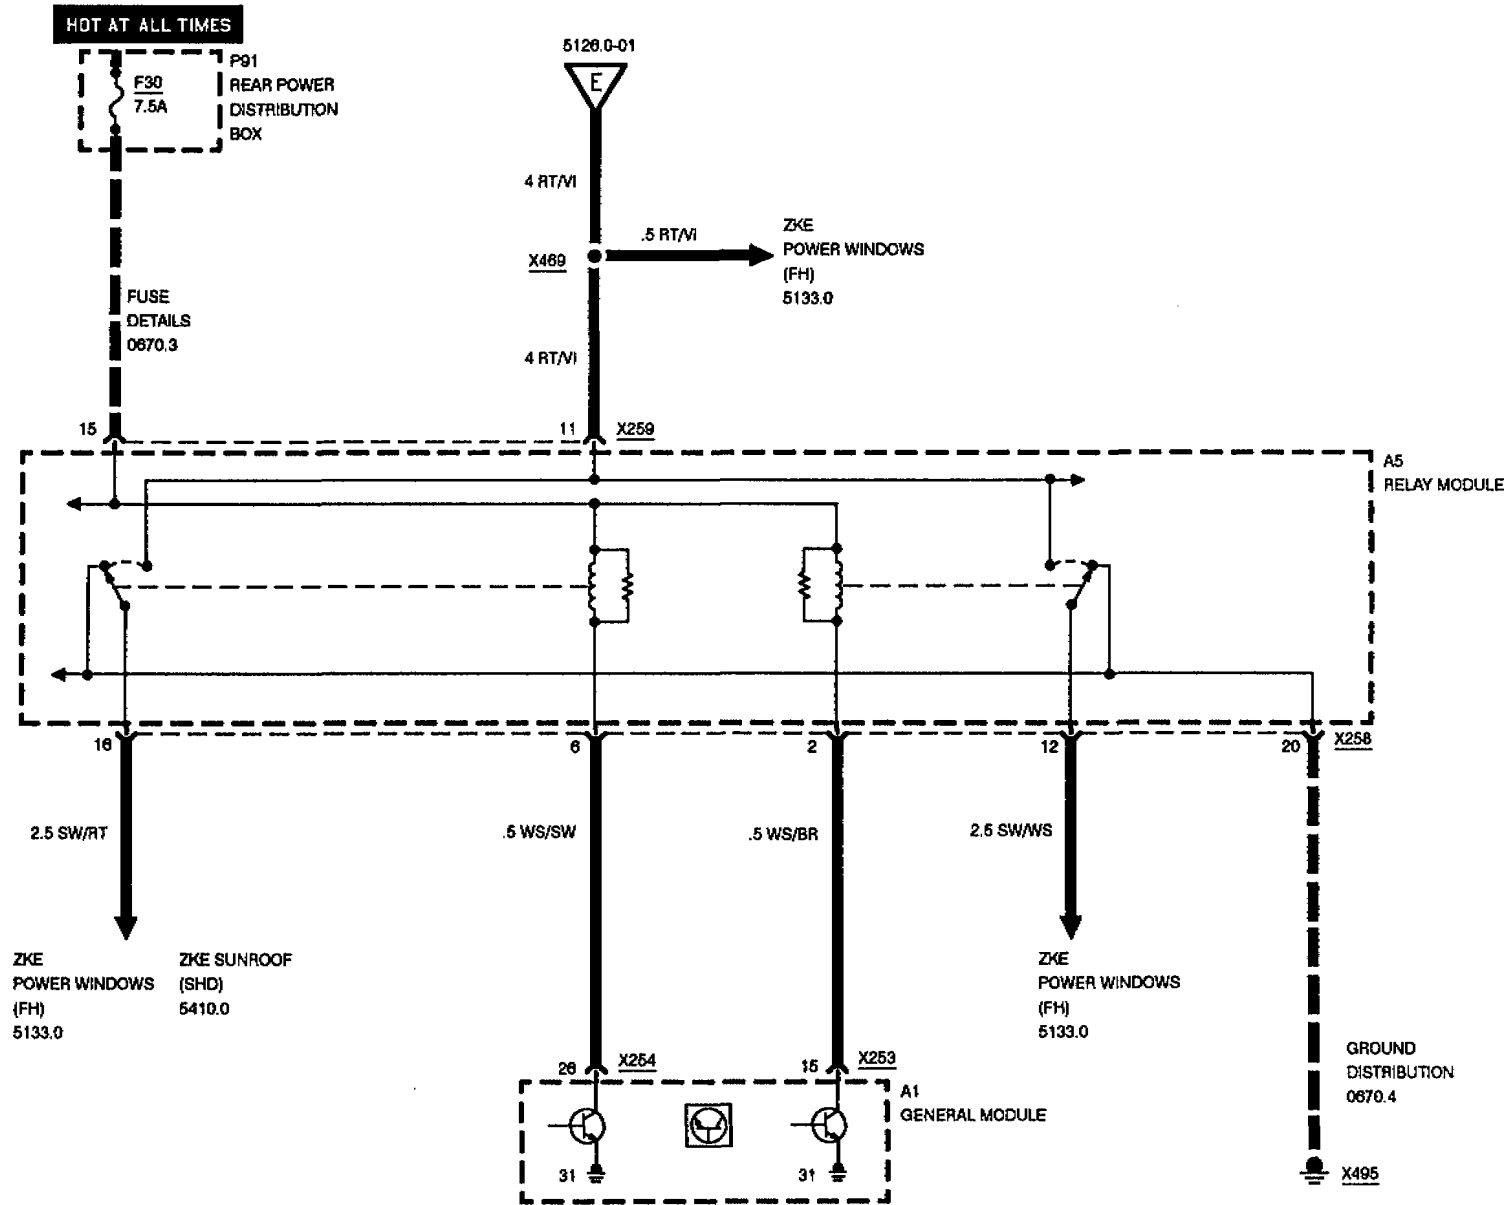 HOT AT ALL TIMES
F30
7.5A
P91
REAR POWER
DISTRIBUTION
BOX
5126.0-01
E
4 RT/VI
X469
.5 RT/VI
ZKE
POWER WINDOWS
(FH)
5133.0
FUSE
DETAILS
0670.3
4 RT/VI
15
11
X259
A5
RELAY MODULE
16
6
2
12
20
X258
2.5 SW/RT
.5 WS/SW
.5 WS/BR
2.5 SW/WS
ZKE
POWER WINDOWS
(FH)
5133.0
ZKE SUNROOF
(SHD)
5410.0
ZKE
POWER WINDOWS
(FH)
5133.0
GROUND
DISTRIBUTION
0670.4
26
X254
15
X253
A1
GENERAL MODULE
31
31
X495